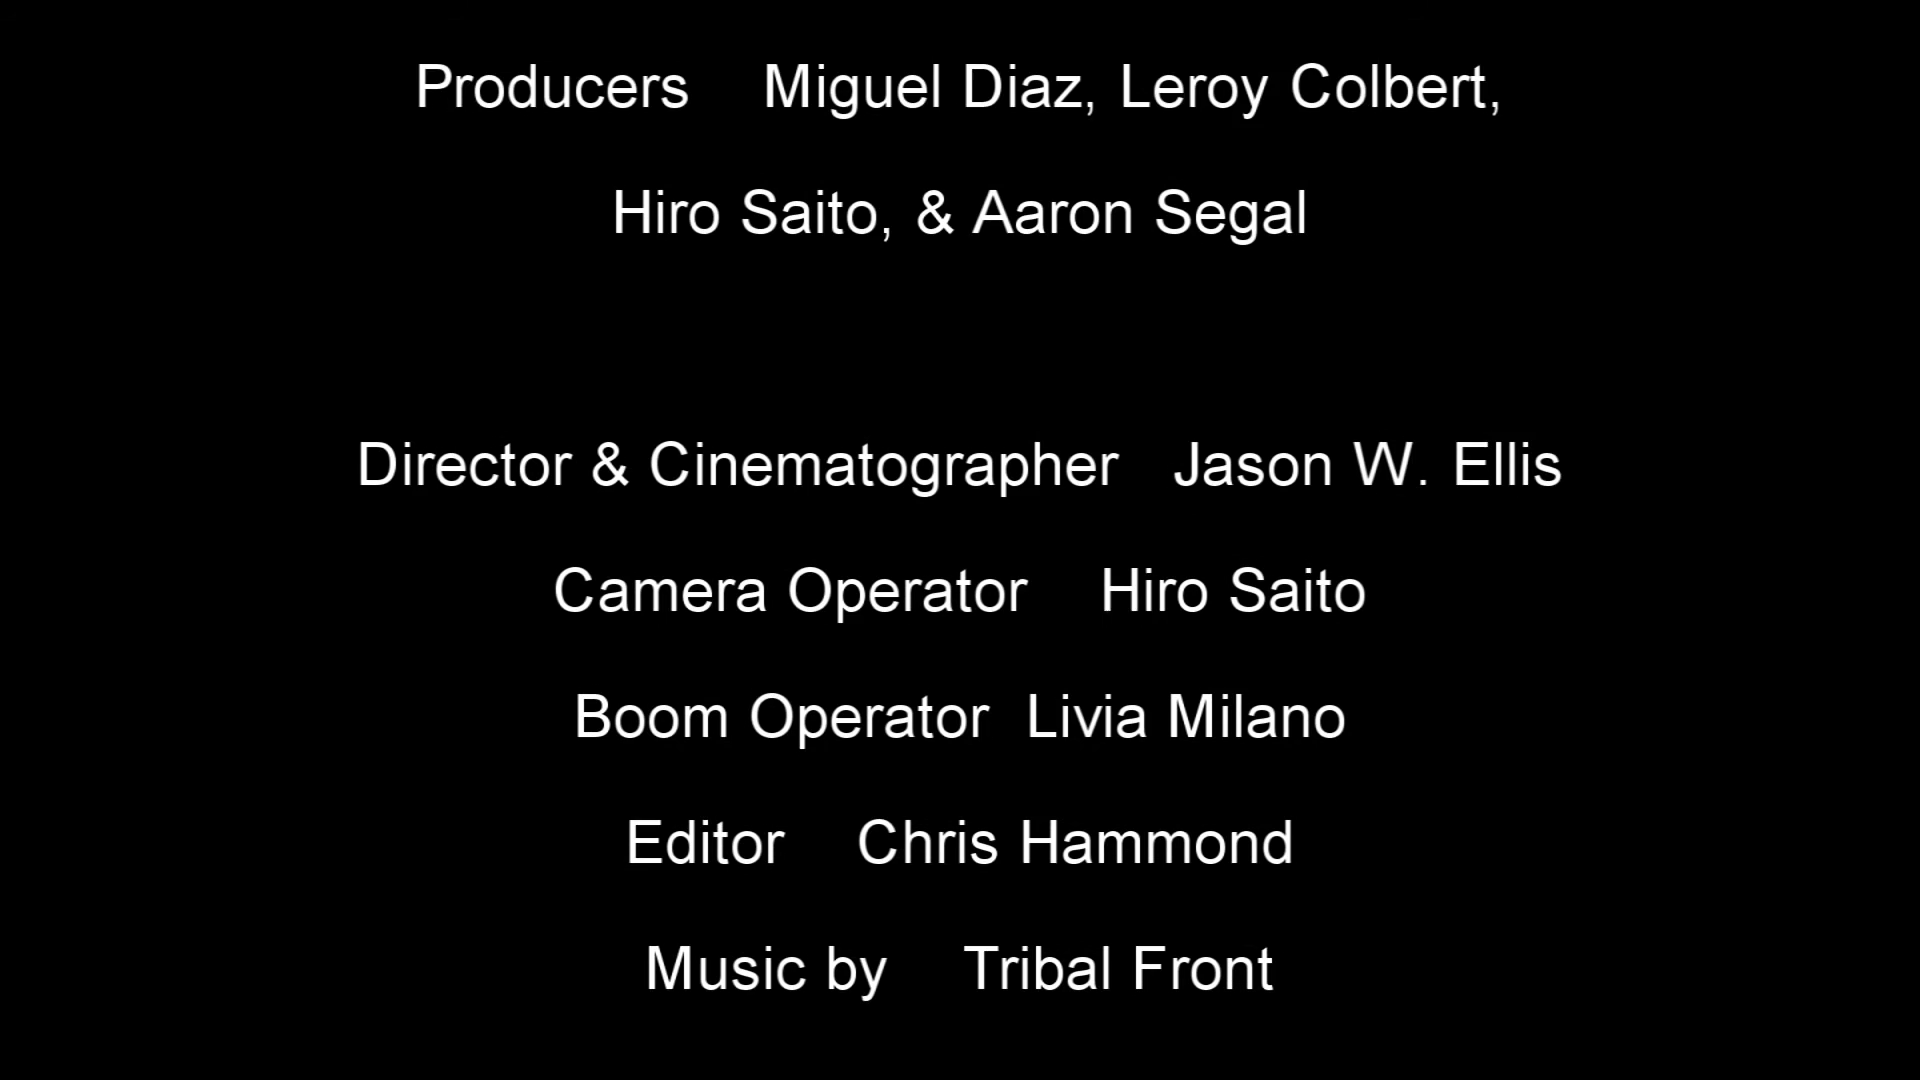 Producers Miguel Diaz, Leroy Colbert,
Hiro Saito, & Aaron Segal
Director & Cinematographer Jason W. Ellis
Camera Operator Hiro Saito
Boom Operator Livia Milano
Editor Chris Hammond
Music by Tribal Front